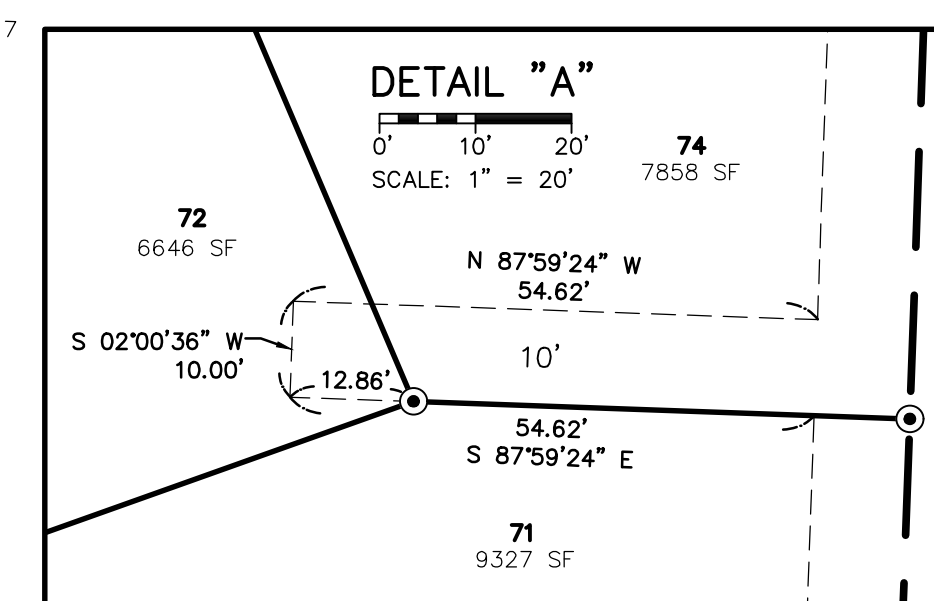 7
DETAIL "A"
0' 10' 20'
SCALE: 1" = 20'
74
7858 SF
72
6646 SF
N 87°59'24" W
54.62'
S 02°00'36" W
10.00'
10'
12.86'
54.62'
S 87°59'24" E
71
9327 SF